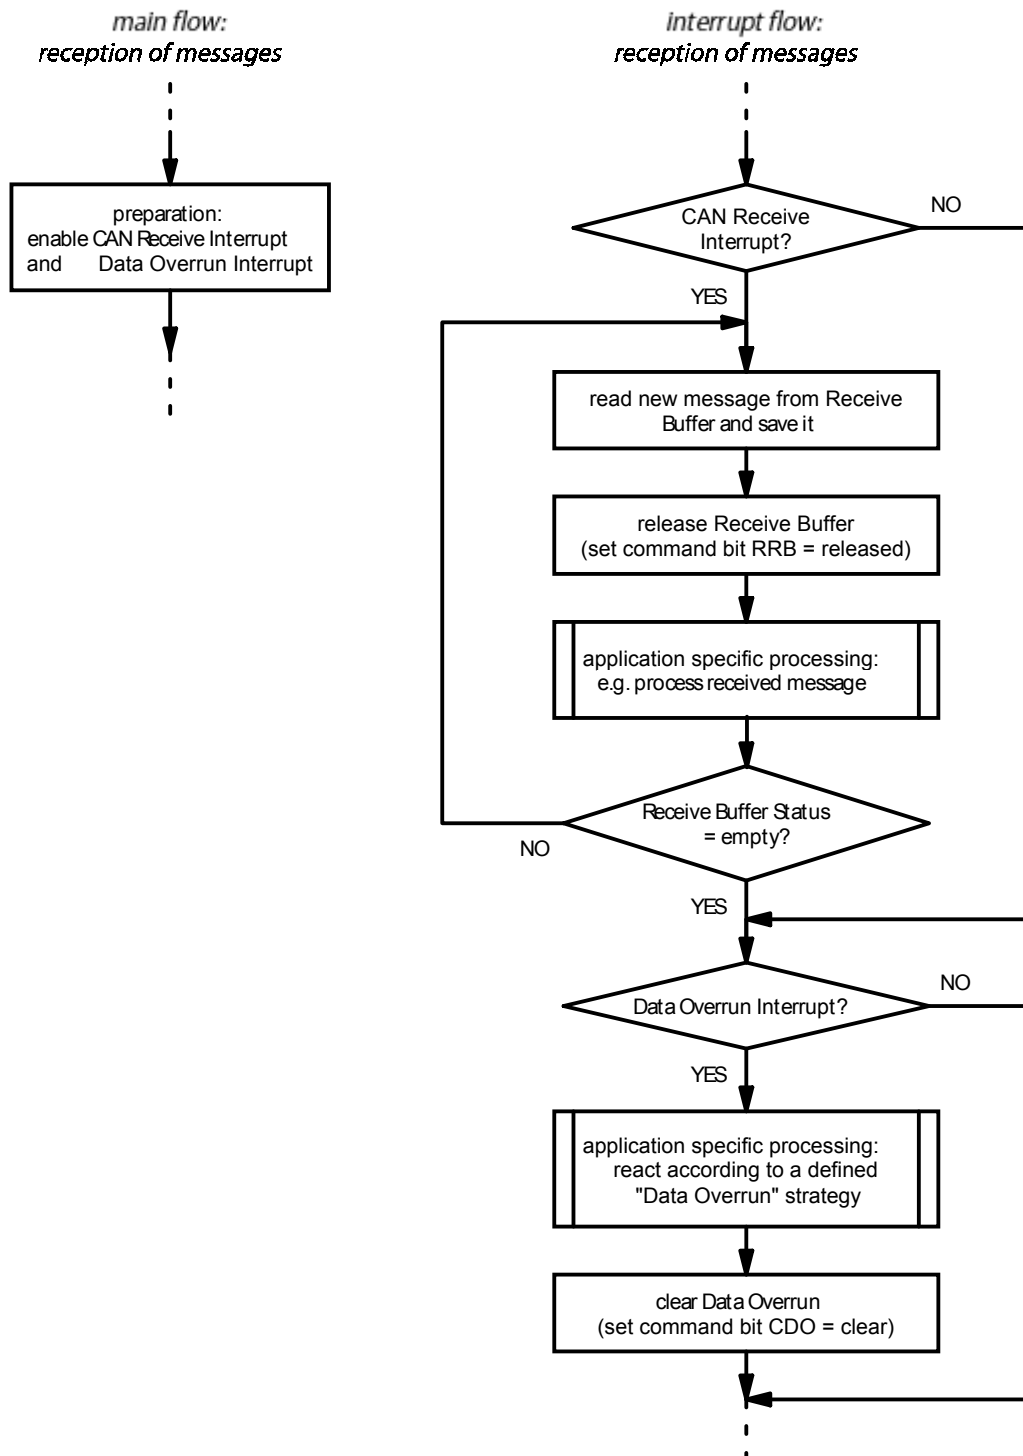 main flow:
reception of messages
preparation:
enable CAN Receive Interrupt
and Data Overrun Interrupt
interrupt flow:
reception of messages
CAN Receive
Interrupt?
NO
YES
read new message from Receive
Buffer and save it
release Receive Buffer
(set command bit RRB = released)
application specific processing:
e.g. process received message
Receive Buffer Status
= empty?
NO
YES
Data Overrun Interrupt?
NO
YES
application specific processing:
react according to a defined
"Data Overrun" strategy
clear Data Overrun
(set command bit CDO = clear)